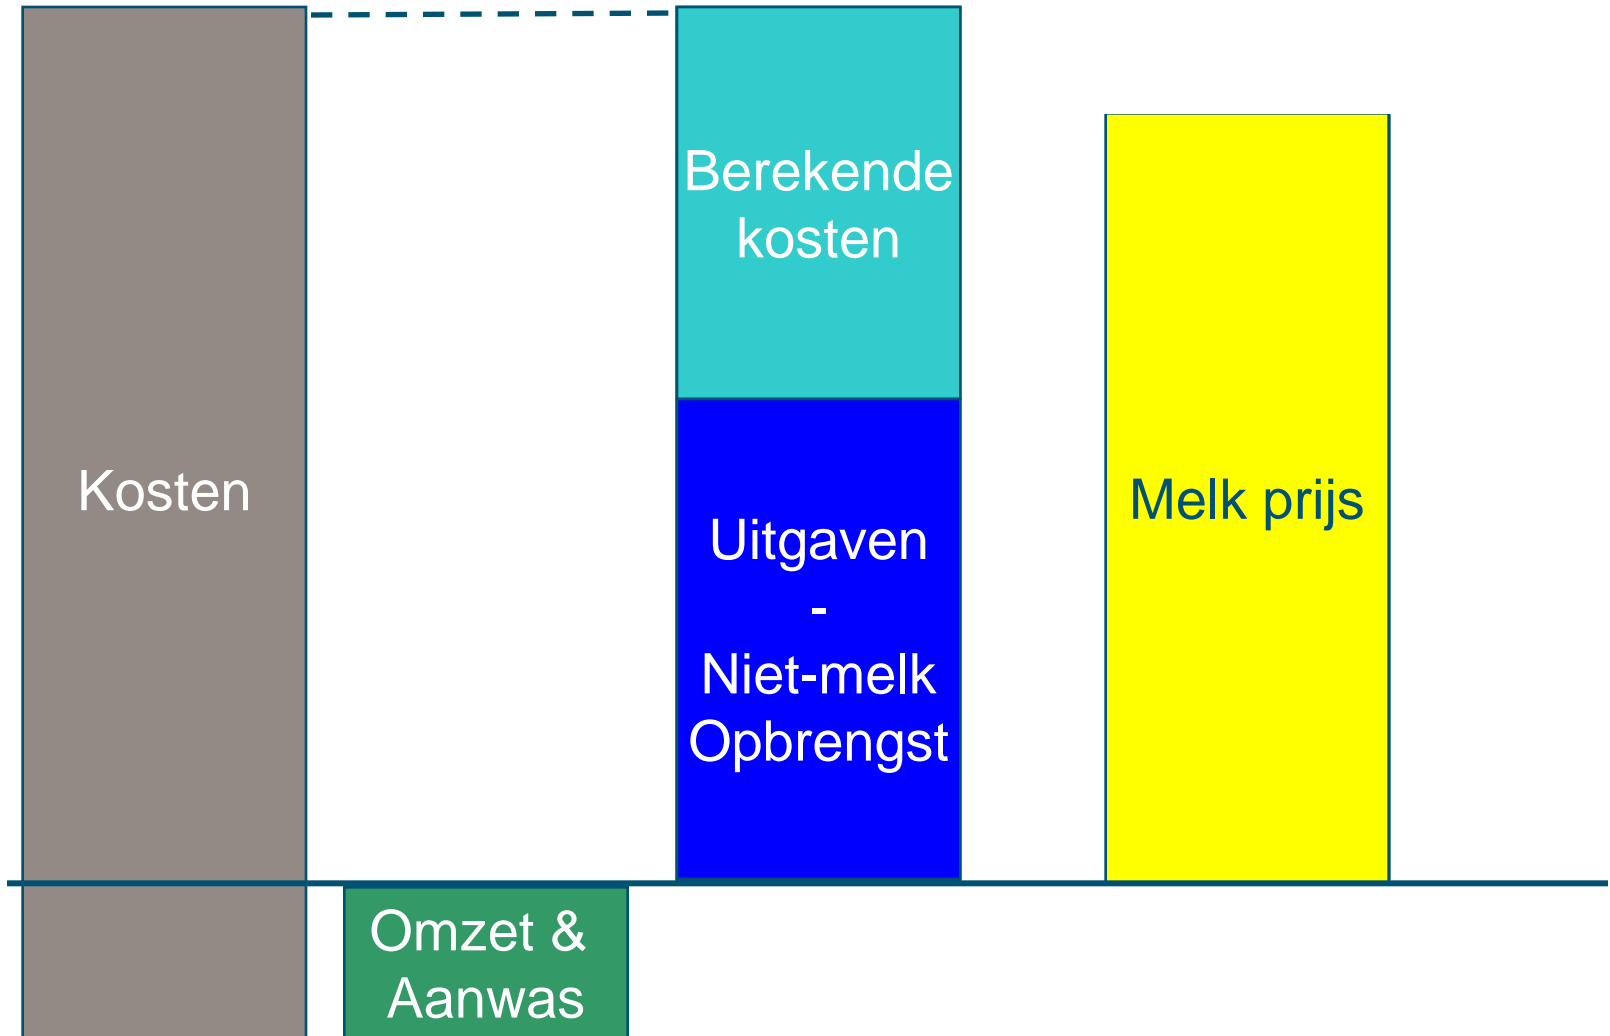 Kosten
Omzet &
Aanwas
Berekende
kosten
Uitgaven
-
Niet-melk
Opbrengst
Melk prijs